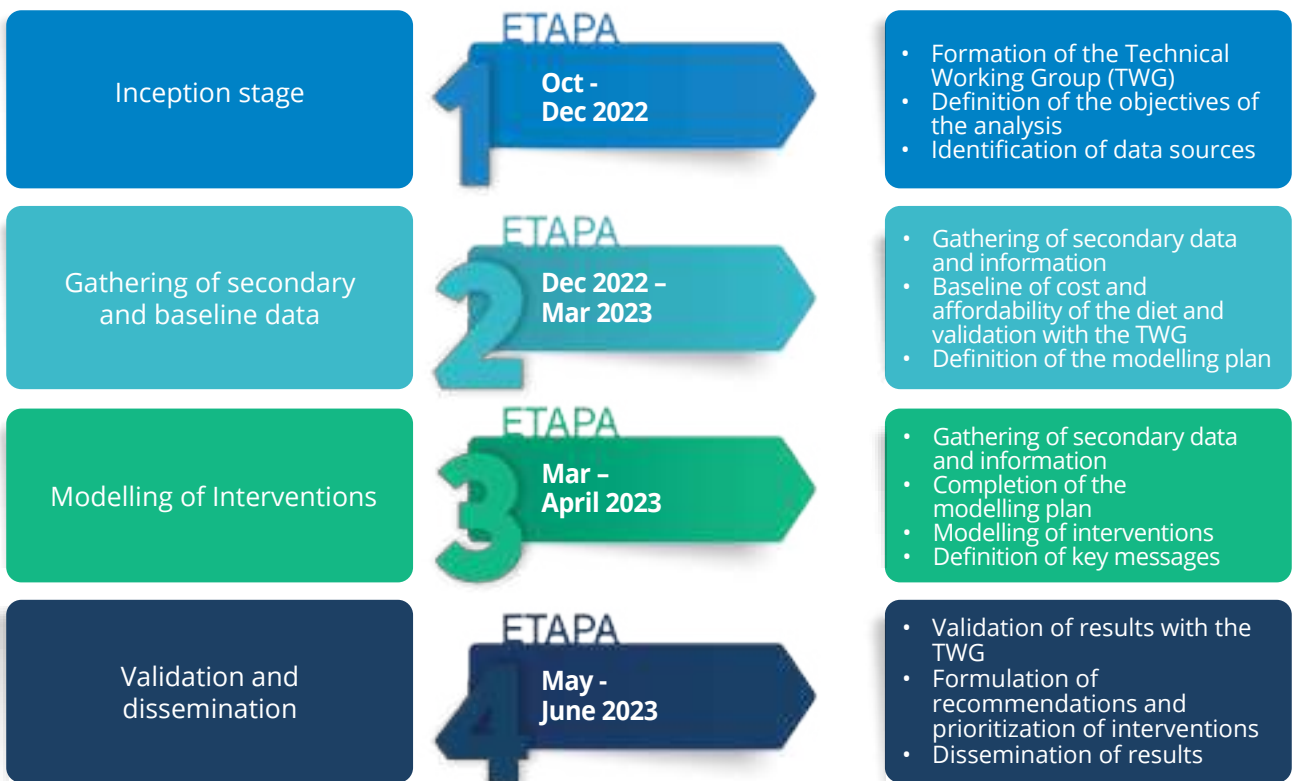 Inception stage
ETAPA
1
Oct -
Dec 2022
• Formation of the Technical
Working Group (TWG)
• Definition of the objectives of
the analysis
• Identification of data sources
Gathering of secondary
and baseline data
ETAPA
2
Dec 2022 –
Mar 2023
• Gathering of secondary data
and information
• Baseline of cost and
affordability of the diet and
validation with the TWG
• Definition of the modelling plan
Modelling of Interventions
ETAPA
3
Mar –
April 2023
• Gathering of secondary data
and information
• Completion of the
modelling plan
• Modelling of interventions
• Definition of key messages
Validation and
dissemination
ETAPA
4
May -
June 2023
• Validation of results with the
TWG
• Formulation of
recommendations and
prioritization of interventions
• Dissemination of results